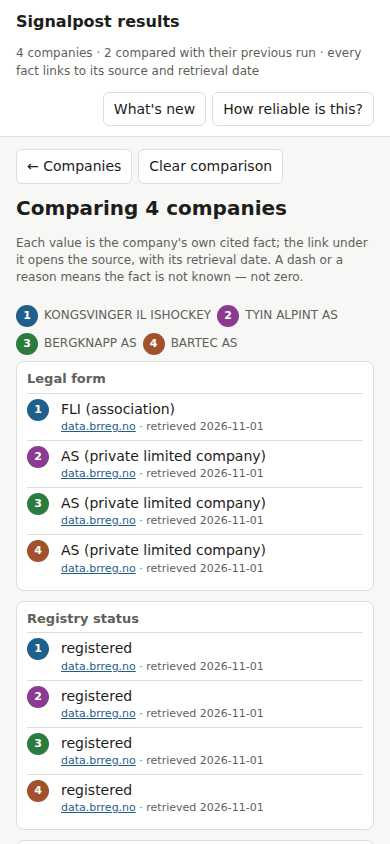 Signalpost results
4 companies · 2 compared with their previous run · every
fact links to its source and retrieval date
What's new
How reliable is this?
← Companies
Clear comparison
Comparing 4 companies
Each value is the company's own cited fact; the link under
it opens the source, with its retrieval date. A dash or a
reason means the fact is not known — not zero.
1 KONGSVINGER IL ISHOCKEY 2 TYIN ALPINT AS
3 BERGKNAPP AS 4 BARTEC AS
Legal form
1 FLI (association)
data.brreg.no · retrieved 2026-11-01
2 AS (private limited company)
data.brreg.no · retrieved 2026-11-01
3 AS (private limited company)
data.brreg.no · retrieved 2026-11-01
4 AS (private limited company)
data.brreg.no · retrieved 2026-11-01
Registry status
1 registered
data.brreg.no · retrieved 2026-11-01
2 registered
data.brreg.no · retrieved 2026-11-01
3 registered
data.brreg.no · retrieved 2026-11-01
4 registered
data.brreg.no · retrieved 2026-11-01